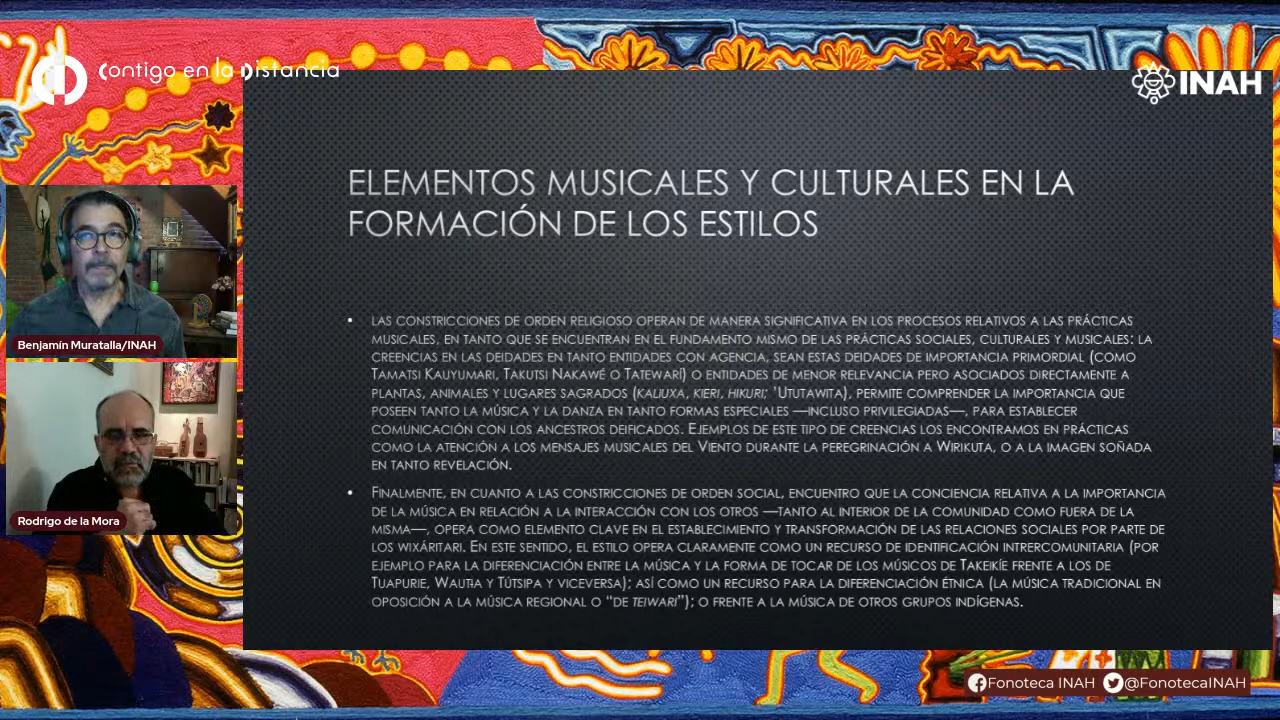 Contigo en la Distancia
INAH
ELEMENTOS MUSICALES Y CULTURALES EN LA
FORMACIÓN DE LOS ESTILOS
• LAS CONSTRICCIONES DE ORDEN RELIGIOSO OPERAN DE MANERA SIGNIFICATIVA EN LOS PROCESOS RELATIVOS A LAS PRÁCTICAS
MUSICALES, EN TANTO QUE SE ENCUENTRAN EN EL FUNDAMENTO MISMO DE LAS PRÁCTICAS SOCIALES, CULTURALES Y MUSICALES: LA
CREENCIAS EN LAS DEIDADES EN TANTO ENTIDADES CON AGENCIA, SEAN ESTAS DEIDADES DE IMPORTANCIA PRIMORDIAL (COMO
TAMATSI KAUYUMARI, TAKUTSI NAKAWÉ O TATEWARÍ) O ENTIDADES DE MENOR RELEVANCIA PERO ASOCIADOS DIRECTAMENTE A
PLANTAS, ANIMALES Y LUGARES SAGRADOS (KALIUXA, KIERI, HIKURI; 'UTUTAWITA), PERMITE COMPRENDER LA IMPORTANCIA QUE
POSEEN TANTO LA MÚSICA Y LA DANZA EN TANTO FORMAS ESPECIALES —INCLUSO PRIVILEGIADAS—, PARA ESTABLECER
COMUNICACIÓN CON LOS ANCESTROS DEIFICADOS. EJEMPLOS DE ESTE TIPO DE CREENCIAS LOS ENCONTRAMOS EN PRÁCTICAS
COMO LA ATENCIÓN A LOS MENSAJES MUSICALES DEL VIENTO DURANTE LA PEREGRINACIÓN A WIRIKUTA, O A LA IMAGEN SOÑADA
EN TANTO REVELACIÓN.
• FINALMENTE, EN CUANTO A LAS CONSTRICCIONES DE ORDEN SOCIAL, ENCUENTRO QUE LA CONCIENCIA RELATIVA A LA IMPORTANCIA
DE LA MÚSICA EN RELACIÓN A LA INTERACCIÓN CON LOS OTROS —TANTO AL INTERIOR DE LA COMUNIDAD COMO FUERA DE LA
MISMA—, OPERA COMO ELEMENTO CLAVE EN EL ESTABLECIMIENTO Y TRANSFORMACIÓN DE LAS RELACIONES SOCIALES POR PARTE DE
LOS WIXÁRITARI. EN ESTE SENTIDO, EL ESTILO OPERA CLARAMENTE COMO UN RECURSO DE IDENTIFICACIÓN INTRERCOMUNITARIA (POR
EJEMPLO PARA LA DIFERENCIACIÓN ENTRE LA MÚSICA Y LA FORMA DE TOCAR DE LOS MÚSICOS DE TAKEIKÍE FRENTE A LOS DE
TUAPURIE, WAUTIA Y TÚTSIPA Y VICEVERSA); ASÍ COMO UN RECURSO PARA LA DIFERENCIACIÓN ÉTNICA (LA MÚSICA TRADICIONAL EN
OPOSICIÓN A LA MÚSICA REGIONAL O “DE TEIWARI”); O FRENTE A LA MÚSICA DE OTROS GRUPOS INDÍGENAS.
Benjamín Muratalla/INAH
Rodrigo de la Mora
Fonoteca INAH @FonotecaINAH